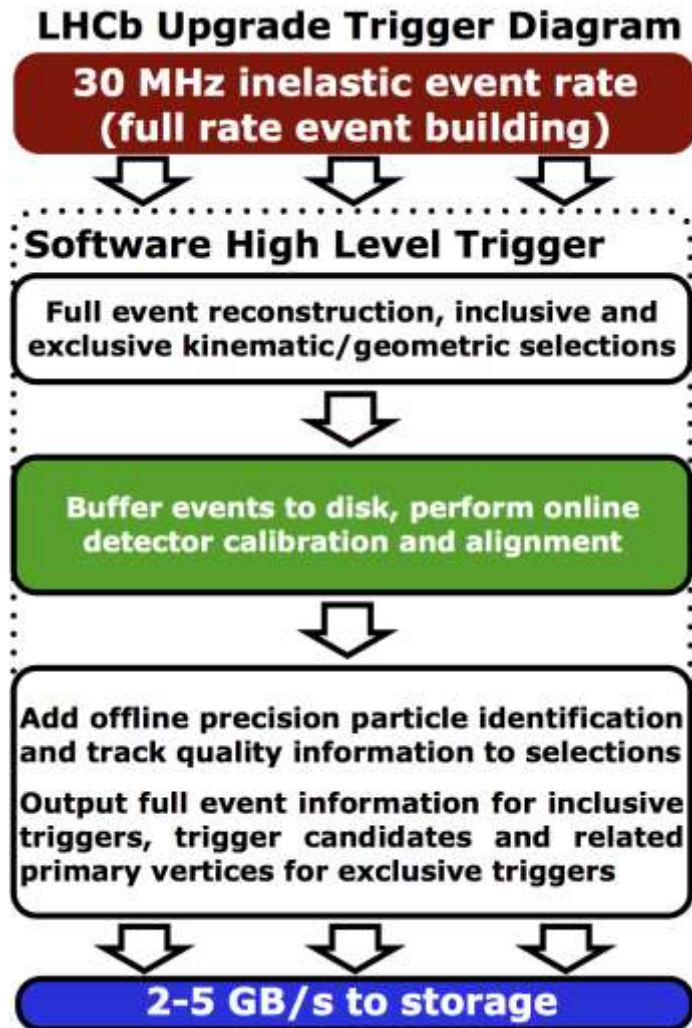 LHCb Upgrade Trigger Diagram
30 MHz inelastic event rate
(full rate event building)
Software High Level Trigger
Full event reconstruction, inclusive and
exclusive kinematic/geometric selections
Buffer events to disk, perform online
detector calibration and alignment
Add offline precision particle identification
and track quality information to selections
Output full event information for inclusive
triggers, trigger candidates and related
primary vertices for exclusive triggers
2-5 GB/s to storage